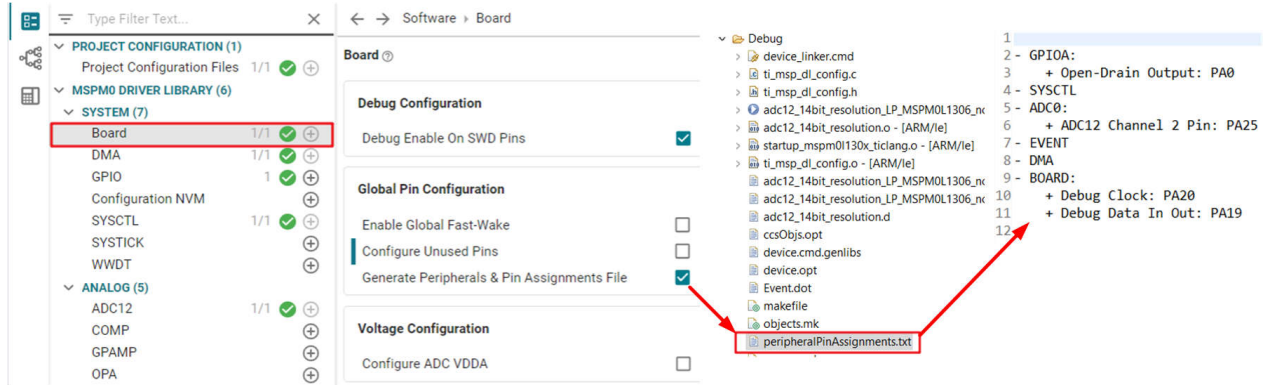 Type Filter Text...
PROJECT CONFIGURATION (1)
Project Configuration Files 1/1
MSPM0 DRIVER LIBRARY (6)
SYSTEM (7)
Board 1/1
DMA 1/1
GPIO 1
Configuration NVM
SYSCTL 1/1
SYSTICK
WWDT
ANALOG (5)
ADC12 1/1
COMP
GPAMP
OPA
Software Board
Board
Debug Configuration
Debug Enable On SWD Pins
Global Pin Configuration
Enable Global Fast-Wake
Configure Unused Pins
Generate Peripherals & Pin Assignments File
Voltage Configuration
Configure ADC VDDA
Debug
device_linker.cmd
ti_msp_dl_config.c
ti_msp_dl_config.h
adc12_14bit_resolution_LP_MSPM0L1306_nc
adc12_14bit_resolution.o - [ARM/le]
startup_mspm0l130x_ticlang.o - [ARM/le]
ti_msp_dl_config.o - [ARM/le]
adc12_14bit_resolution_LP_MSPM0L1306_nc
adc12_14bit_resolution_LP_MSPM0L1306_nc
adc12_14bit_resolution.d
ccsObjs.opt
device.cmd.genlibs
device.opt
Event.dot
makefile
objects.mk
peripheralPinAssignments.txt
1
2 - GPIOA:
3 + Open-Drain Output: PA0
4 - SYSCTL
5 - ADC0:
6 + ADC12 Channel 2 Pin: PA25
7 - EVENT
8 - DMA
9 - BOARD:
10 + Debug Clock: PA20
11 + Debug Data In Out: PA19
12